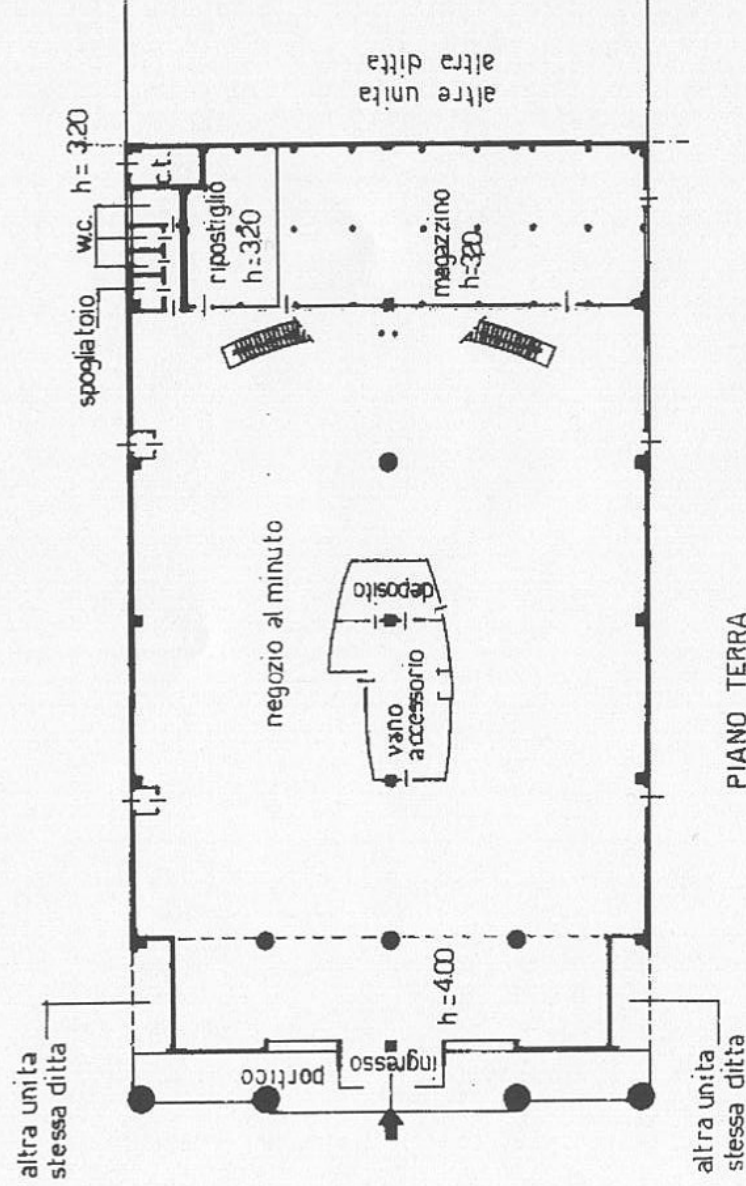 altre unita
altra ditta
h = 3.20
c.t.
w.c.
spogliatoio
ripostiglio
h=3,20
magazzino
h=3,20
negozio al minuto
deposito
vano
accessorio
PIANO TERRA
h = 4.00
portico
ingresso
altra unita
stessa ditta
altra unita
stessa ditta